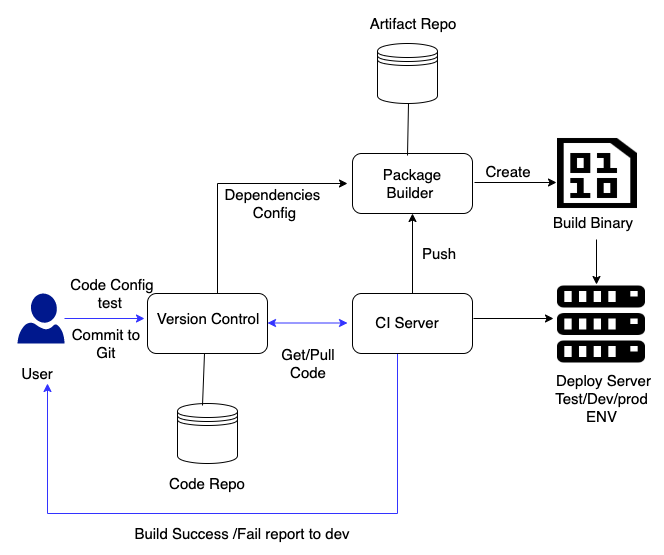 Artifact Repo
Package
Builder
Create
0110
Build Binary
Dependencies
Config
Push
Code Config
test
Commit to
Git
Version Control
Get/Pull
Code
CI Server
User
Deploy Server
Test/Dev/prod
ENV
Code Repo
Build Success /Fail report to dev